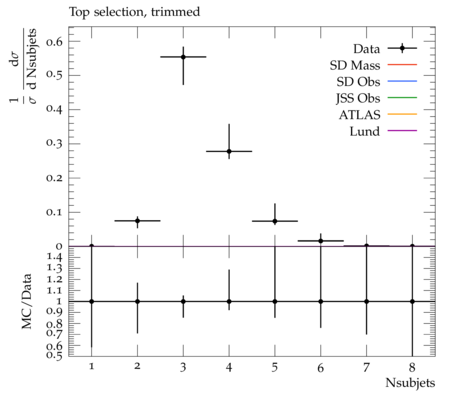 Top selection, trimmed
1/σ dσ/d Nsubjets
0.6
0.5
0.4
0.3
0.2
0.1
0
Data
SD Mass
SD Obs
JSS Obs
ATLAS
Lund
MC/Data
1.4
1.3
1.2
1.1
1
0.9
0.8
0.7
0.6
0.5
1 2 3 4 5 6 7 8
Nsubjets